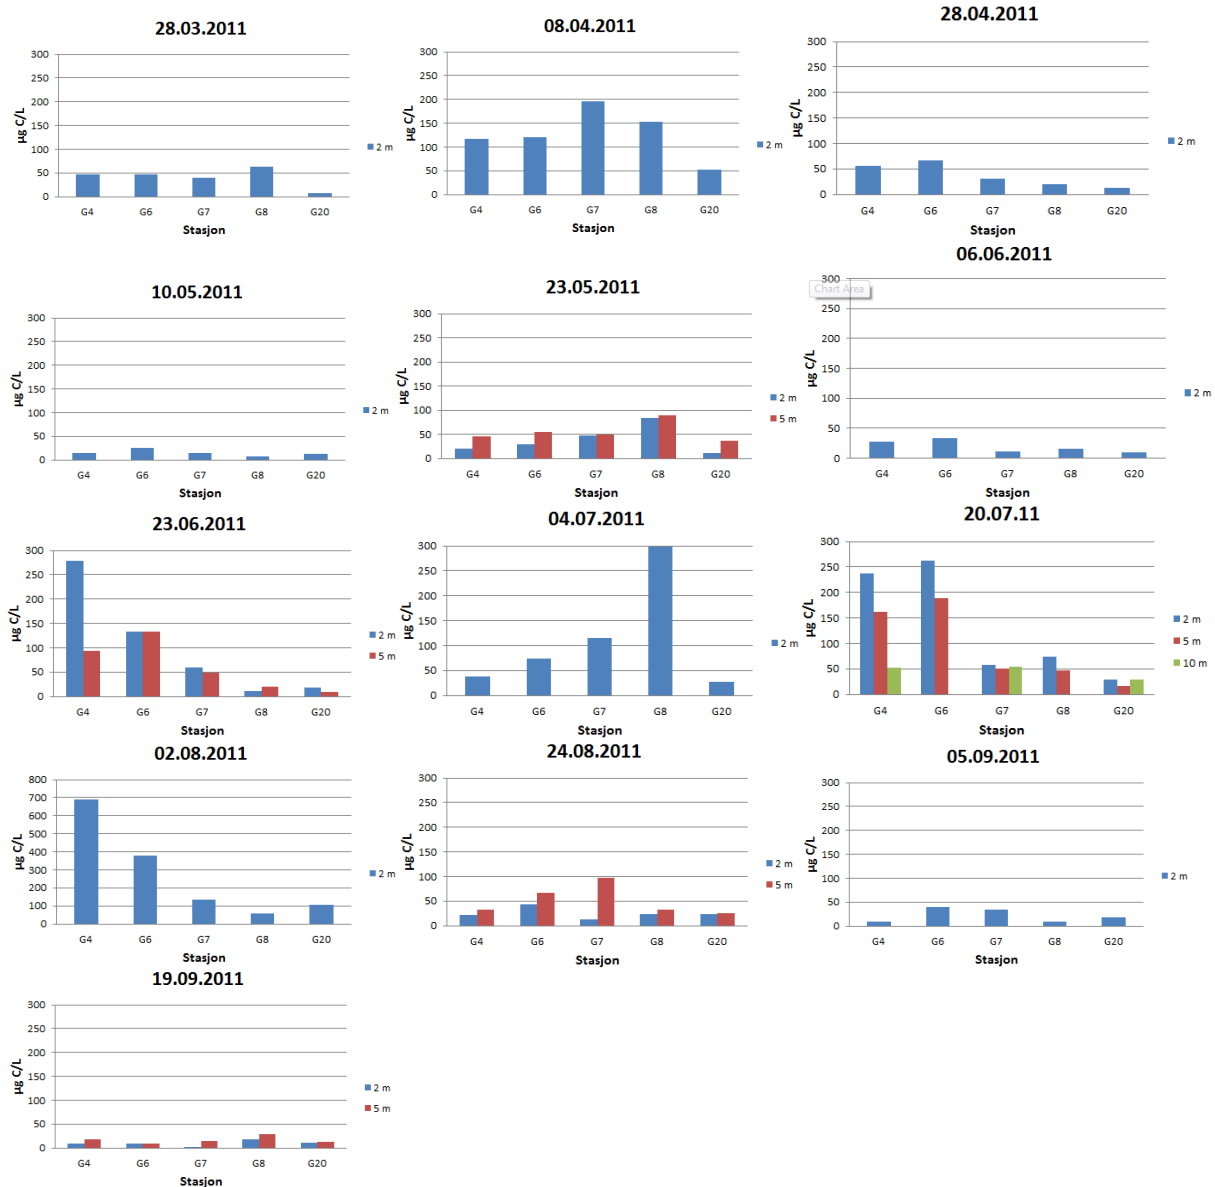 28.03.2011
300
250
200
150
100
50
0
µg C/L
G4 G6 G7 G8 G20
Stasjon
2 m
08.04.2011
300
250
200
150
100
50
0
µg C/L
G4 G6 G7 G8 G20
Stasjon
2 m
28.04.2011
300
250
200
150
100
50
0
µg C/L
G4 G6 G7 G8 G20
Stasjon
2 m
10.05.2011
300
250
200
150
100
50
0
µg C/L
G4 G6 G7 G8 G20
Stasjon
2 m
23.05.2011
300
250
200
150
100
50
0
µg C/L
G4 G6 G7 G8 G20
Stasjon
2 m
5 m
06.06.2011
Chart Area
300
250
200
150
100
50
0
µg C/L
G4 G6 G7 G8 G20
Stasjon
2 m
23.06.2011
300
250
200
150
100
50
0
µg C/L
G4 G6 G7 G8 G20
Stasjon
2 m
5 m
04.07.2011
300
250
200
150
100
50
0
µg C/L
G4 G6 G7 G8 G20
Stasjon
2 m
20.07.11
300
250
200
150
100
50
0
µg C/L
G4 G6 G7 G8 G20
Stasjon
2 m
5 m
10 m
02.08.2011
800
700
600
500
400
300
200
100
0
µg C/L
G4 G6 G7 G8 G20
Stasjon
2 m
24.08.2011
300
250
200
150
100
50
0
µg C/L
G4 G6 G7 G8 G20
Stasjon
2 m
5 m
05.09.2011
300
250
200
150
100
50
0
µg C/L
G4 G6 G7 G8 G20
Stasjon
2 m
19.09.2011
300
250
200
150
100
50
0
µg C/L
G4 G6 G7 G8 G20
Stasjon
2 m
5 m